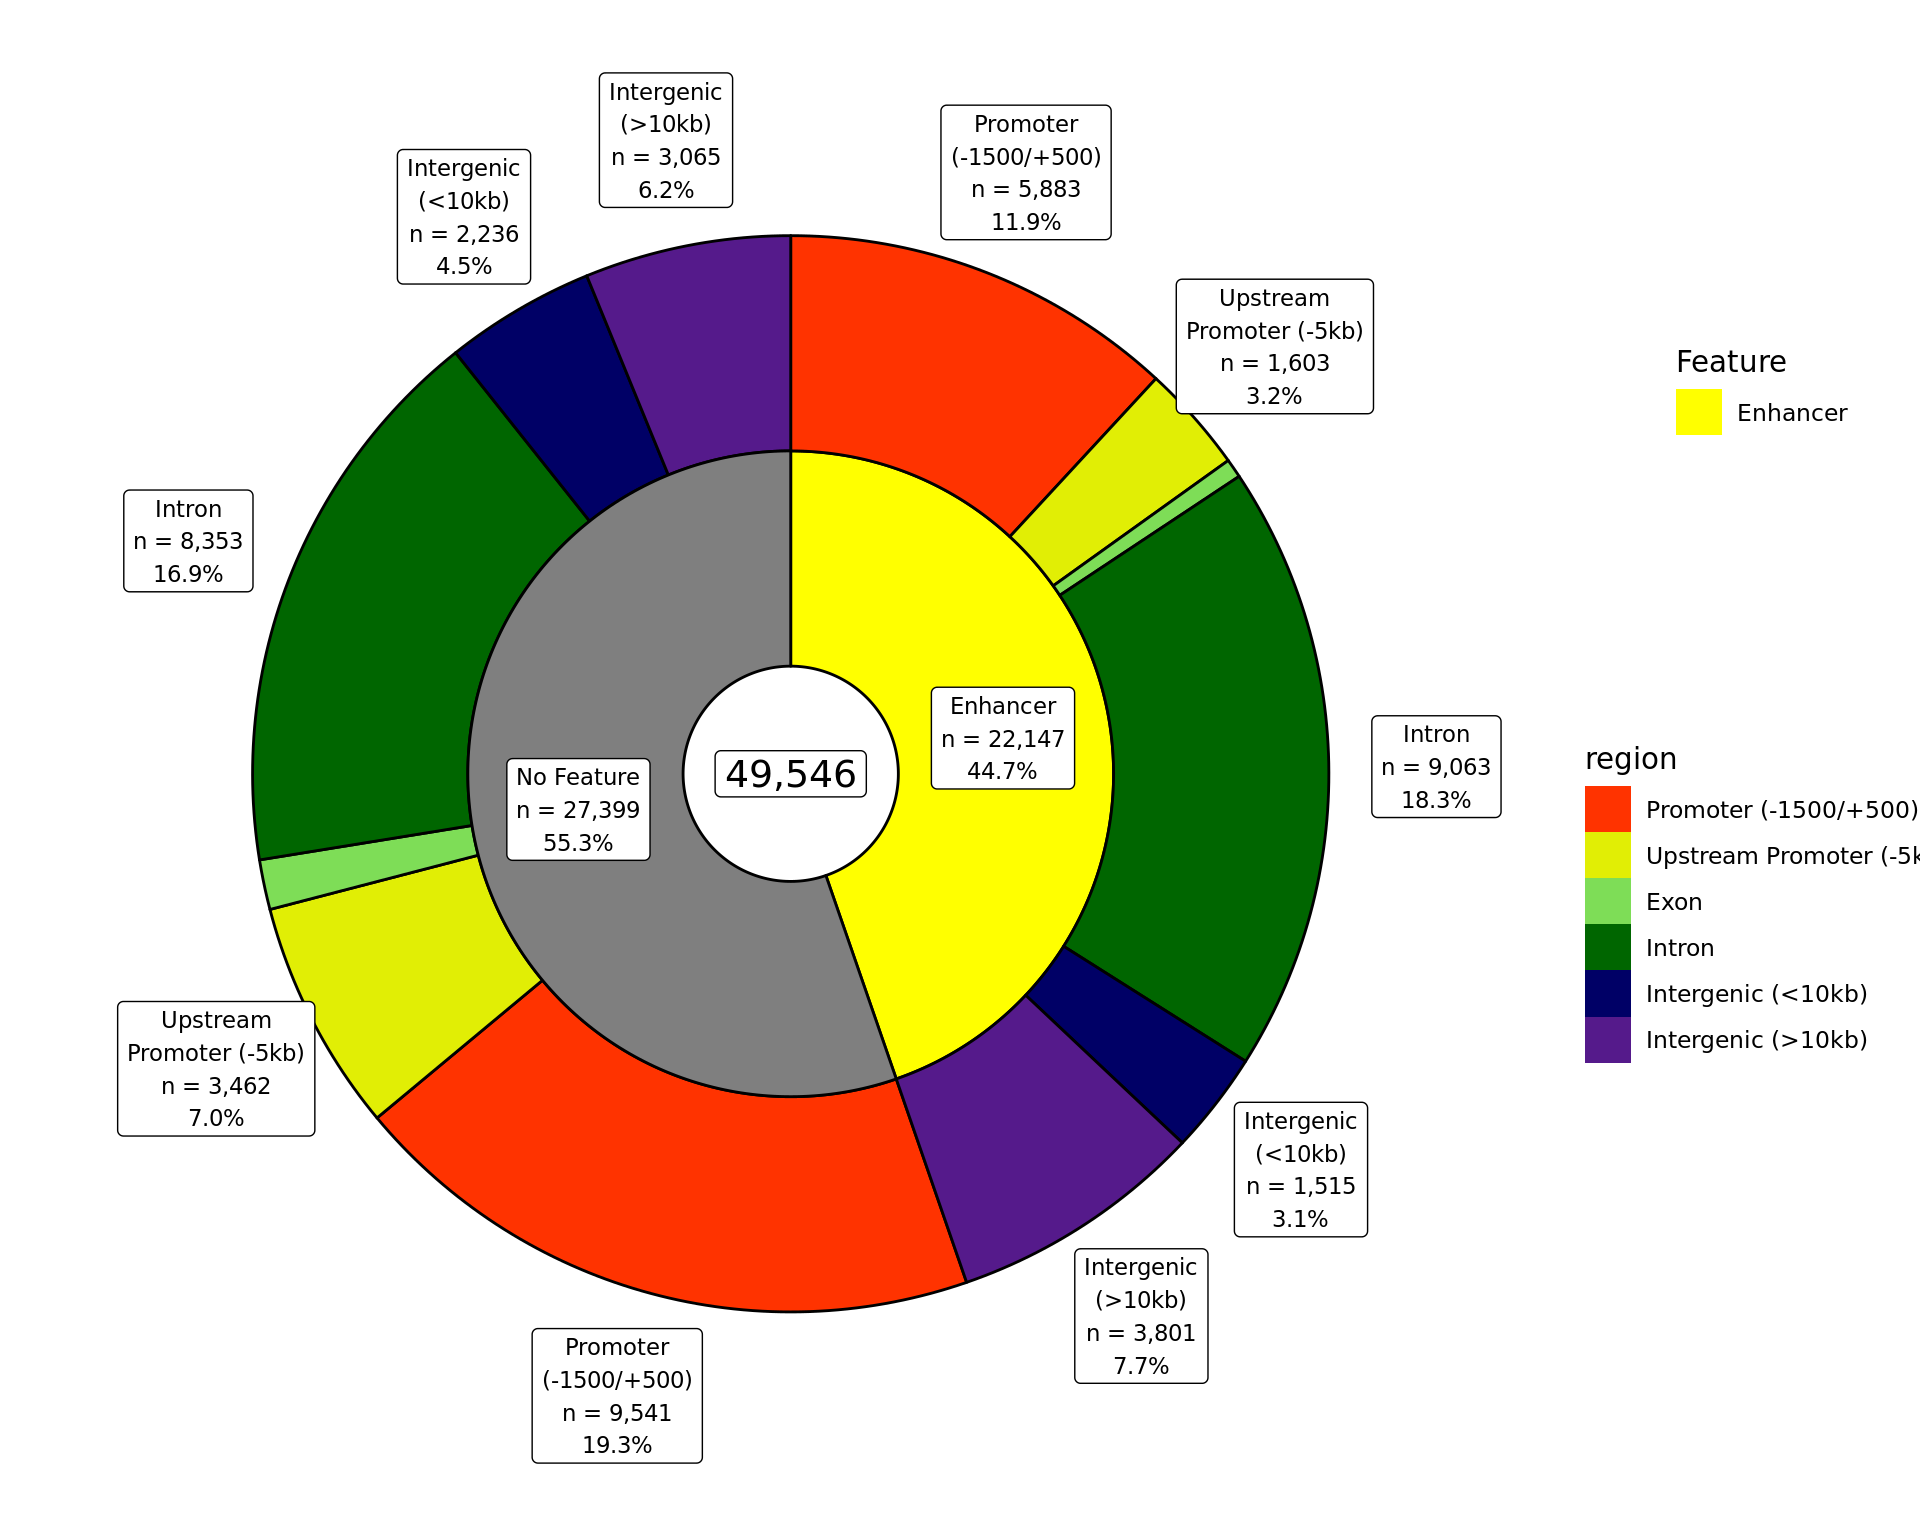 Intergenic
(>10kb)
n = 3,065
6.2%
Promoter
(-1500/+500)
n = 5,883
11.9%
Intergenic
(<10kb)
n = 2,236
4.5%
Upstream
Promoter (-5kb)
n = 1,603
3.2%
Feature
Enhancer
Intron
n = 8,353
16.9%
Enhancer
n = 22,147
44.7%
49,546
No Feature
n = 27,399
55.3%
Intron
n = 9,063
18.3%
region
Promoter (-1500/+500)
Upstream Promoter (-5k
Exon
Intron
Intergenic (<10kb)
Intergenic (>10kb)
Upstream
Promoter (-5kb)
n = 3,462
7.0%
Intergenic
(<10kb)
n = 1,515
3.1%
Intergenic
(>10kb)
n = 3,801
7.7%
Promoter
(-1500/+500)
n = 9,541
19.3%